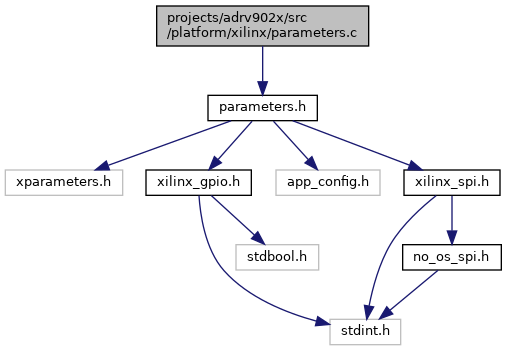 projects/adrv902x/src
/platform/xilinx/parameters.c
parameters.h
xparameters.h
xilinx_gpio.h
app_config.h
xilinx_spi.h
stdbool.h
no_os_spi.h
stdint.h